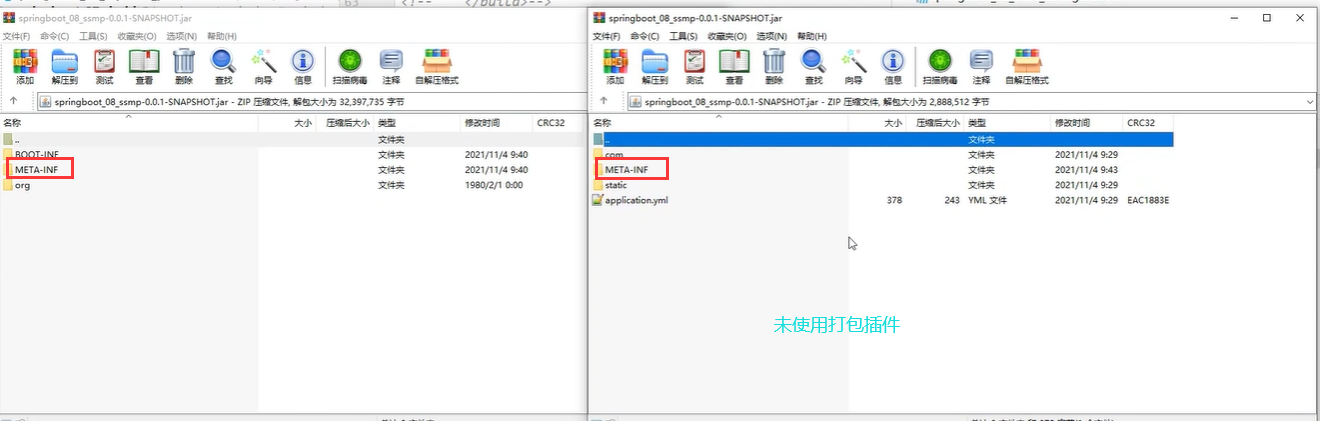 63 <!-- </build>-->
springboot_08_ssmp-0.0.1-SNAPSHOT.jar
文件(F) 命令(C) 工具(S) 收藏夹(O) 选项(N) 帮助(H)
添加 解压到 测试 查看 删除 查找 向导 信息 扫描病毒 注释 自解压格式
springboot_08_ssmp-0.0.1-SNAPSHOT.jar - ZIP 压缩文件, 解包大小为 32,397,735 字节
名称 大小 压缩后大小 类型 修改时间 CRC32
.. 文件夹
BOOT-INF 文件夹 2021/11/4 9:40
META-INF 文件夹 2021/11/4 9:40
org 文件夹 1980/2/1 0:00
springboot_08_ssmp-0.0.1-SNAPSHOT.jar
文件(F) 命令(C) 工具(S) 收藏夹(O) 选项(N) 帮助(H)
添加 解压到 测试 查看 删除 查找 向导 信息 扫描病毒 注释 自解压格式
springboot_08_ssmp-0.0.1-SNAPSHOT.jar - ZIP 压缩文件, 解包大小为 2,888,512 字节
名称 大小 压缩后大小 类型 修改时间 CRC32
.. 文件夹
com 文件夹 2021/11/4 9:29
META-INF 文件夹 2021/11/4 9:43
static 文件夹 2021/11/4 9:29
application.yml 378 243 YML 文件 2021/11/4 9:29 EAC1883E
未使用打包插件